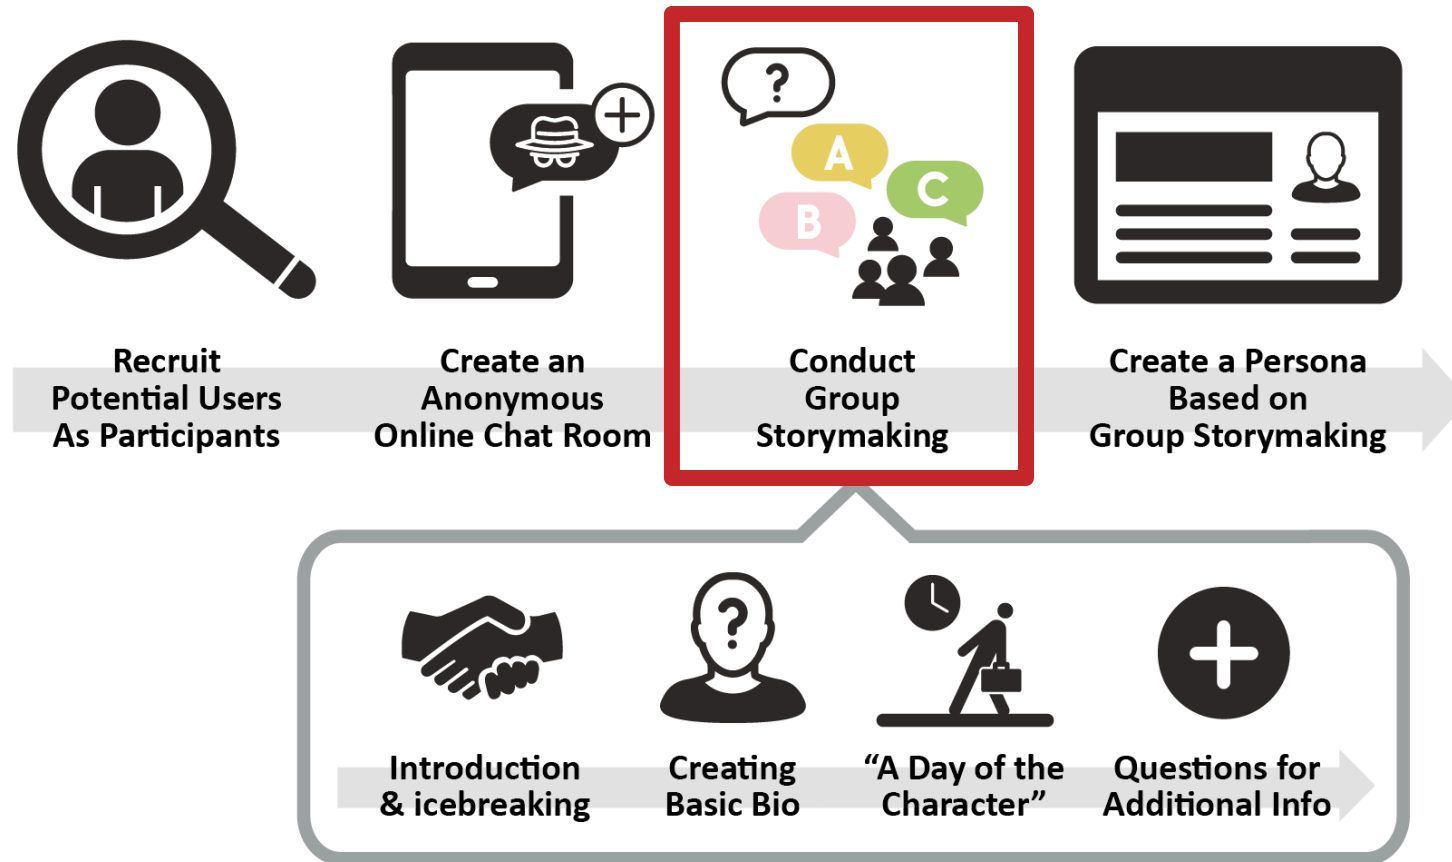 ?
A
C
B
Recruit
Potential Users
As Participants
Create an
Anonymous
Online Chat Room
Conduct
Group
Storymaking
Create a Persona
Based on
Group Storymaking
?
Introduction
& icebreaking
Creating
Basic Bio
“A Day of the
Character”
Questions for
Additional Info